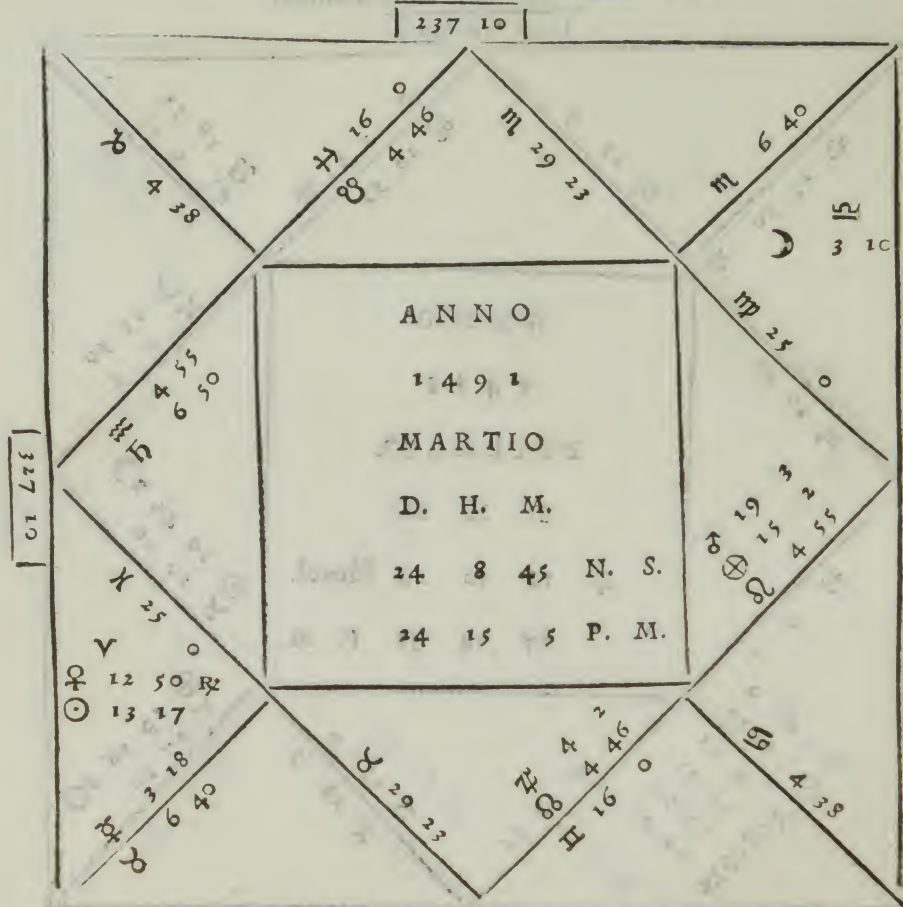 237 10
♐ 16 0
☋ 4 46
♏ 29 23
♏ 6 40
♎
☽ 3 10
♍ 25 0
♑ 4 38
♒ 4 55
♄ 6 50
327 10
ANNO
1491
MARTIO
D. H. M.
24 8 45 N. S.
24 15 5 P. M.
♂ 19 3
⊗ 15 2
♌ 4 55
♓ 25 0
♈
♀ 12 50 ℞
☉ 13 17
☿ 3 18
♉ 6 40
♉ 29 23
♃ 4 2
☊ 4 46
♊ 16 0
♋ 4 38